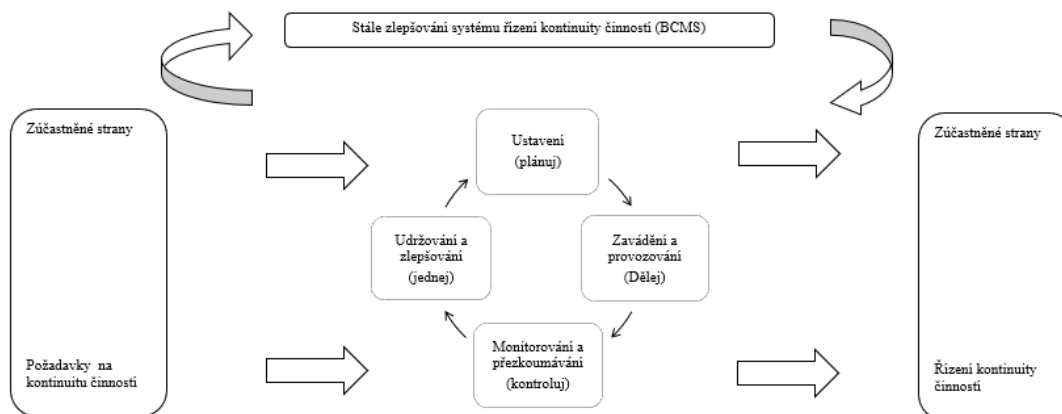 Stále zlepšování systému řízení kontinuity činností (BCMS)
Zúčastněné strany
Požadavky na
kontinuitu činností
Ustavení
(plánuj)
Udržování a
zlepšování
(jednej)
Zavádění a
provozování
(Dělej)
Monitorování a
přezkoumávání
(kontroluj)
Zúčastněné strany
Řízení kontinuity
činností